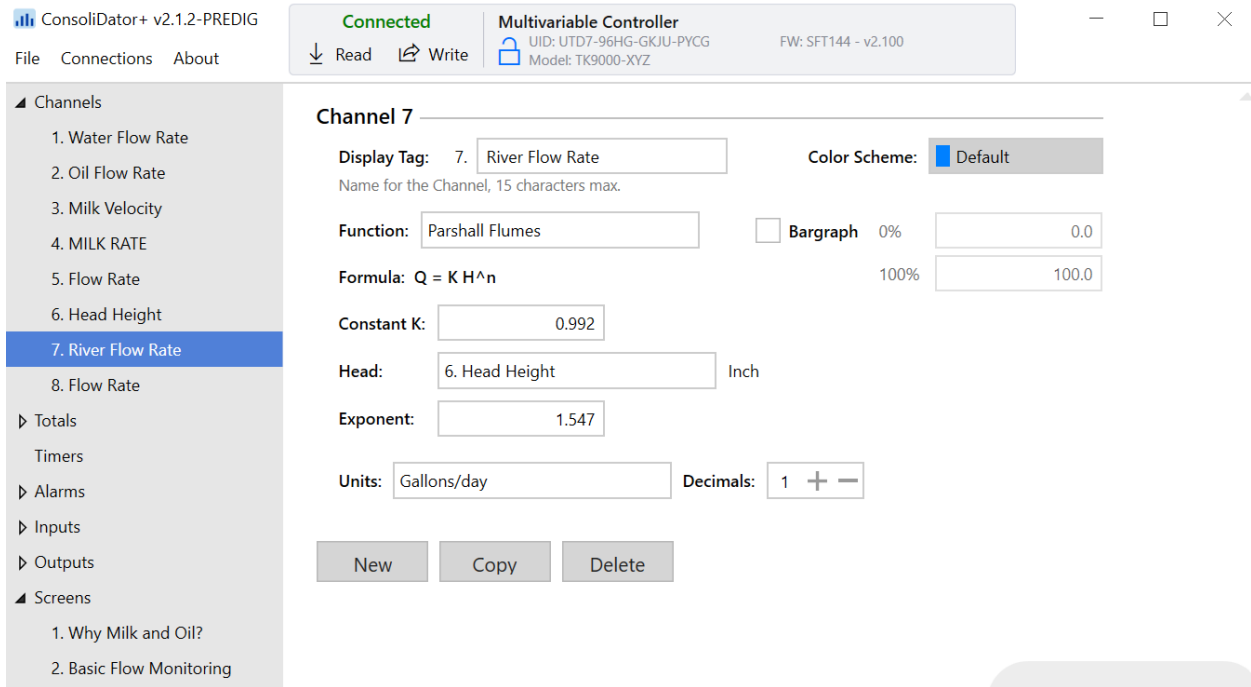 ConsoliDator+ v2.1.2-PREDIG
File Connections About
Connected
Read Write
Multivariable Controller
UID: UTD7-96HG-GKJU-PYCG FW: SFT144 - v2.100
Model: TK9000-XYZ
Channels
1. Water Flow Rate
2. Oil Flow Rate
3. Milk Velocity
4. MILK RATE
5. Flow Rate
6. Head Height
7. River Flow Rate
8. Flow Rate
Totals
Timers
Alarms
Inputs
Outputs
Screens
1. Why Milk and Oil?
2. Basic Flow Monitoring
Channel 7
Display Tag: 7. River Flow Rate Color Scheme: Default
Name for the Channel, 15 characters max.
Function: Parshall Flumes Bargraph 0% 0.0
Formula: Q = K H^n 100% 100.0
Constant K: 0.992
Head: 6. Head Height Inch
Exponent: 1.547
Units: Gallons/day Decimals: 1
New Copy Delete